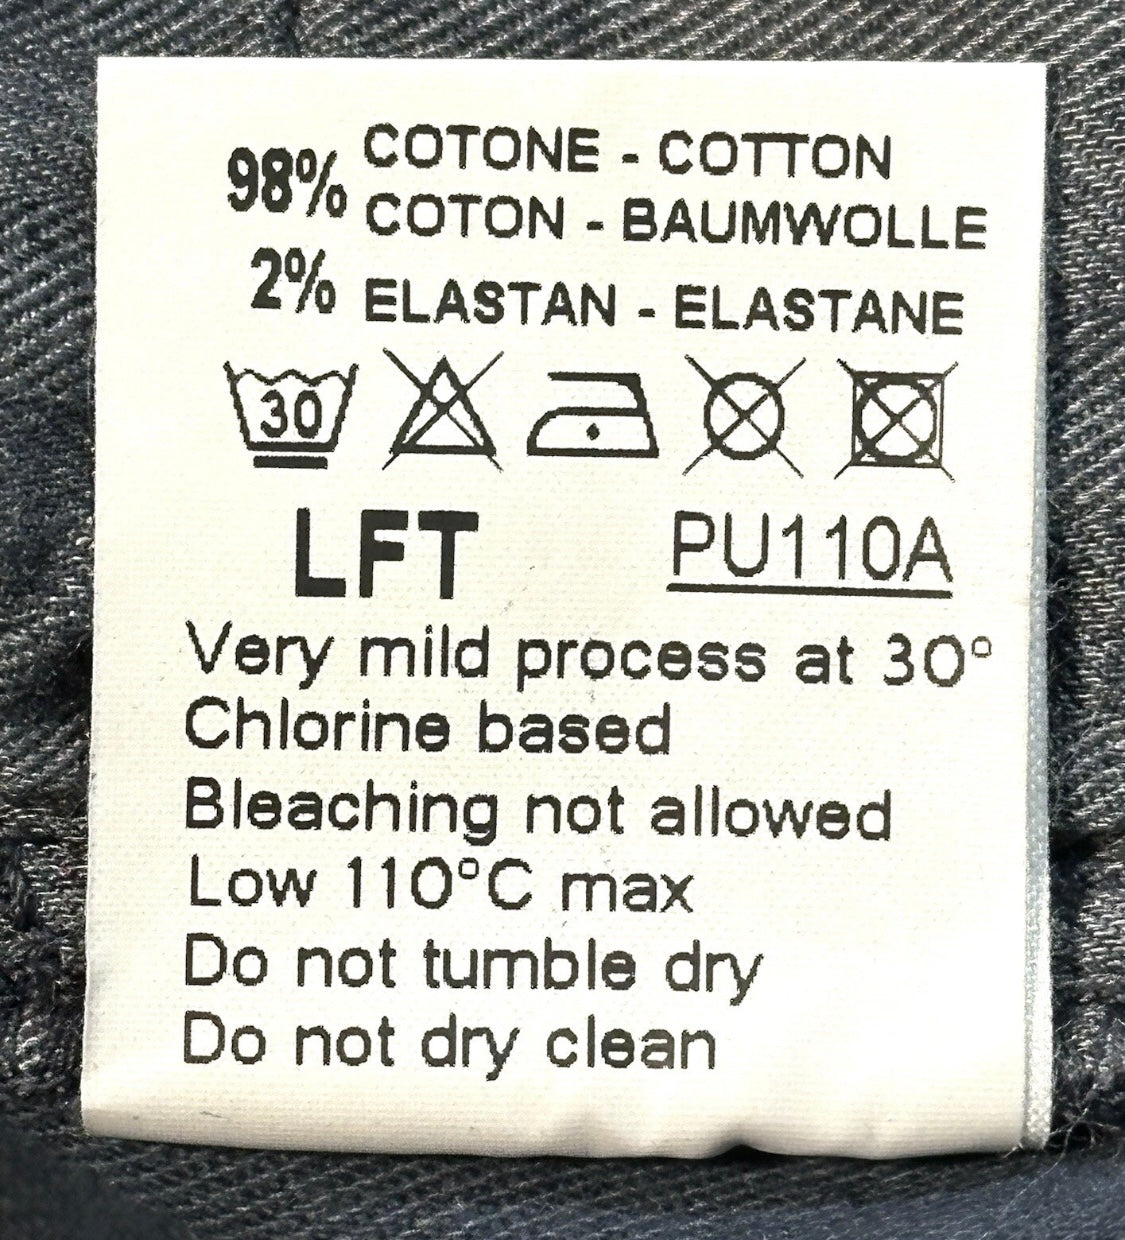 98% COTONE - COTTON
COTON - BAUMWOLLE
2% ELASTAN - ELASTANE
30
LFT PU110A
Very mild process at 30°
Chlorine based
Bleaching not allowed
Low 110°C max
Do not tumble dry
Do not dry clean